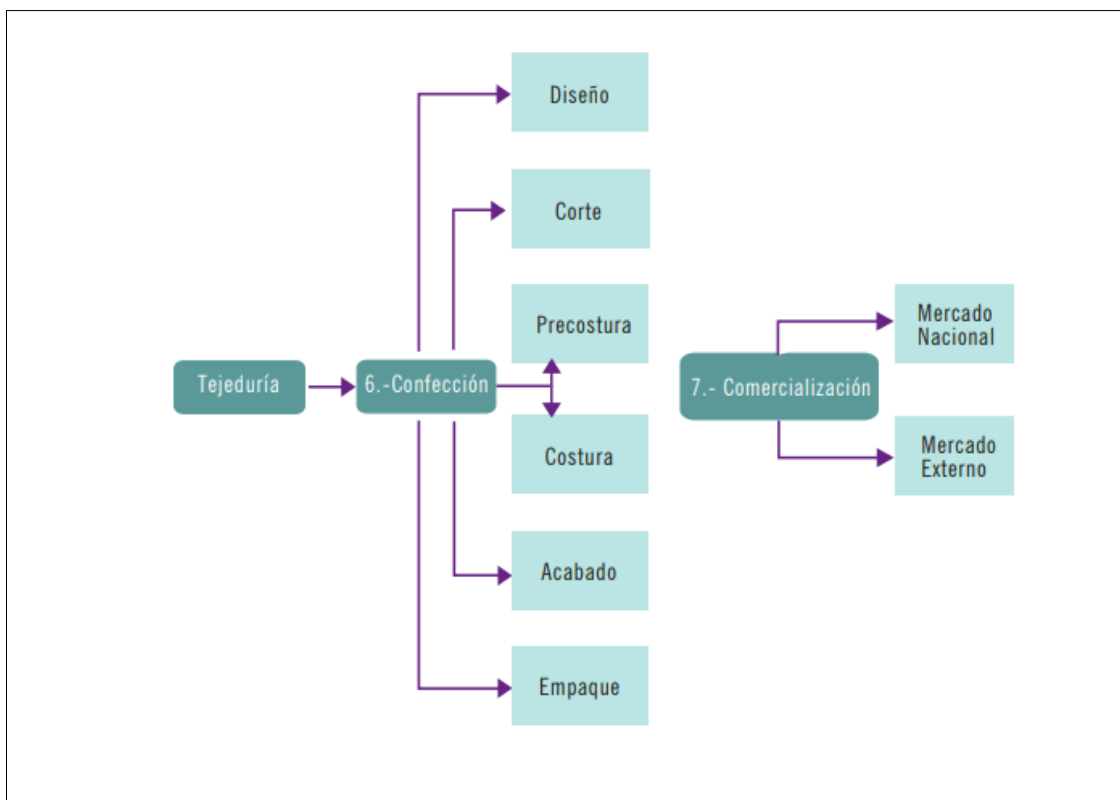 Diseño
Corte
Precostura
Tejeduría
6.-Confección
Costura
Acabado
Empaque
7.- Comercialización
Mercado
Nacional
Mercado
Externo